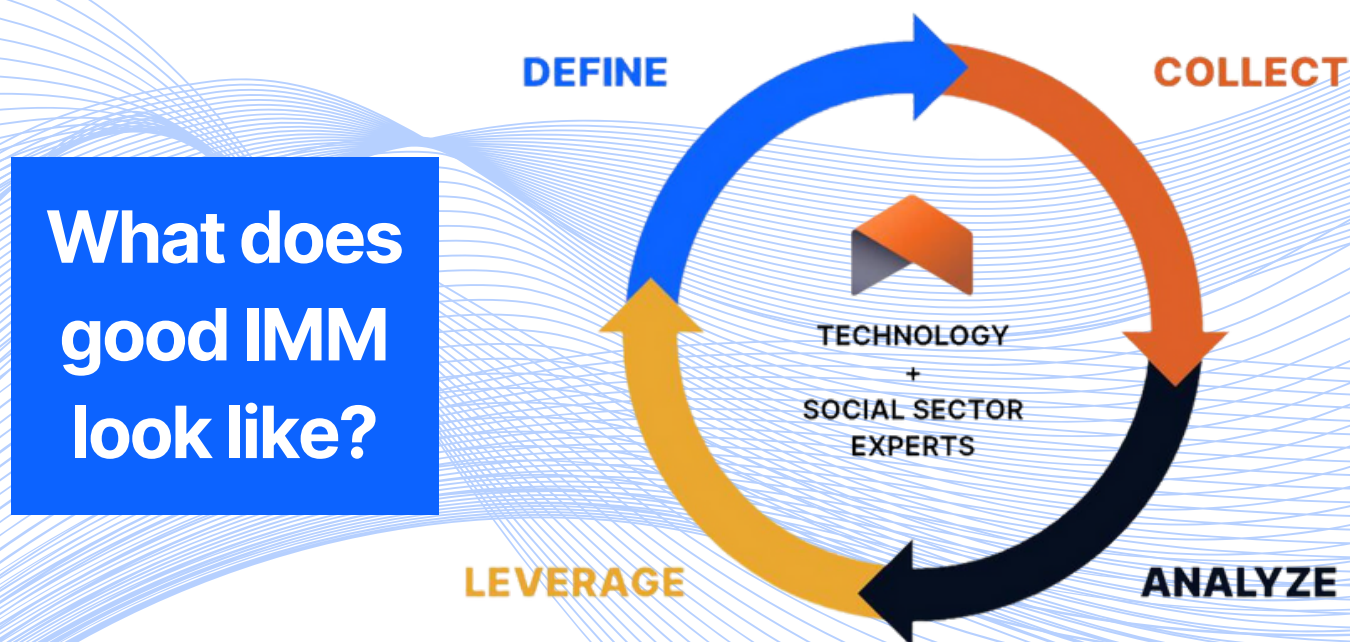 What does
good IMM
look like?
DEFINE
COLLECT
TECHNOLOGY
+
SOCIAL SECTOR
EXPERTS
LEVERAGE
ANALYZE